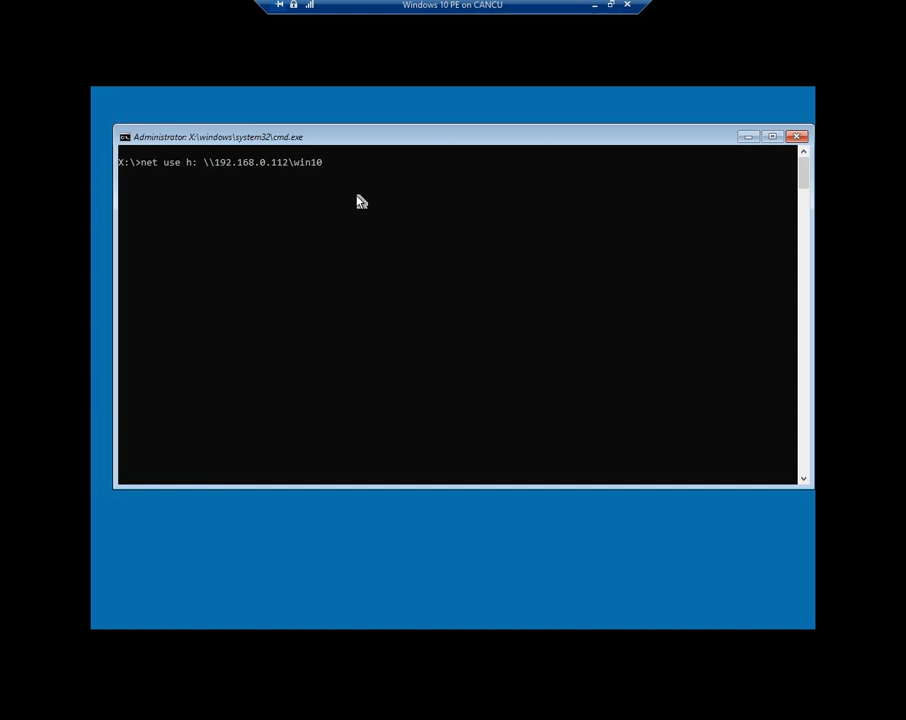 Windows 10 PE on CANCU
Administrator: X:\windows\system32\cmd.exe
X:\>net use h: \\192.168.0.112\win10